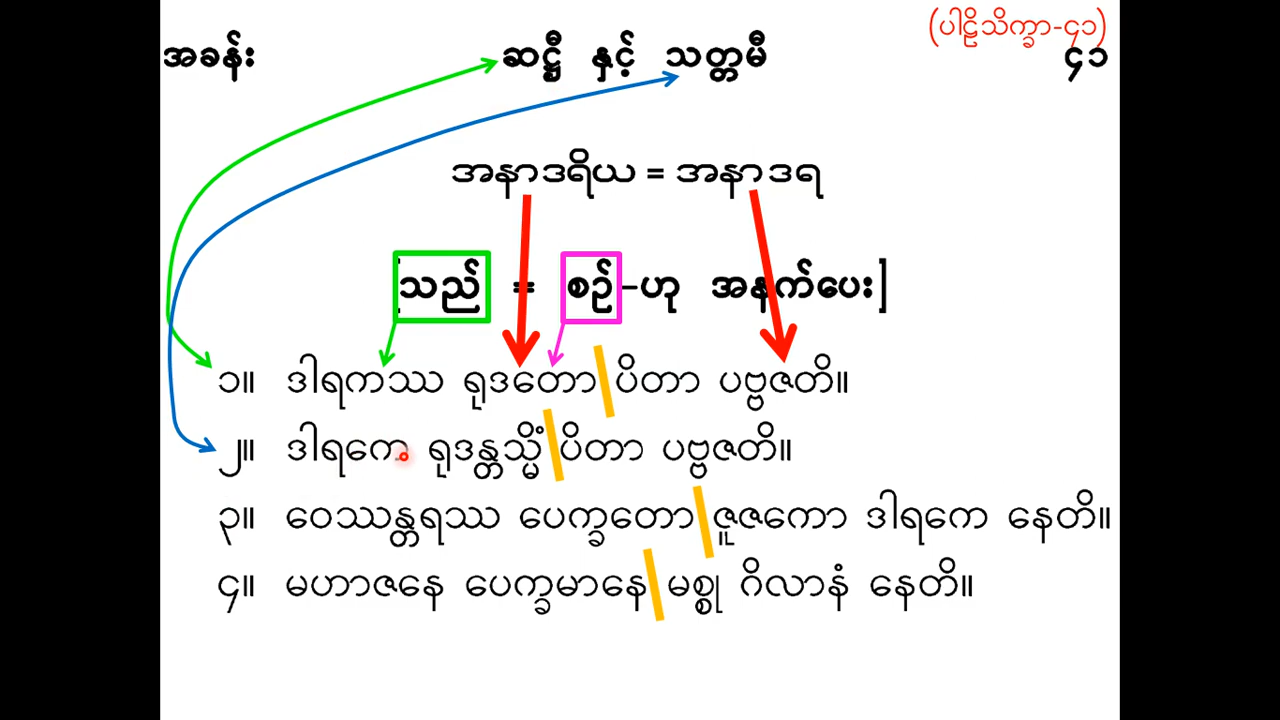 (ပါဠိသိက္ခာ-၄၁)
အခန်း ဆဋ္ဌီ နှင့် သတ္တမီ ၄၁
အနာဒရိယ = အနာဒရ
[သည် = စဉ်-ဟု အနက်ပေး]
၁။ ဒါရကဿ ရုဒတော ပိတာ ပဗ္ဗဇတိ။
၂။ ဒါရကေ ရုဒန္တသ္မိံ ပိတာ ပဗ္ဗဇတိ။
၃။ ဝေဿန္တရဿ ပေက္ခတော ဇူဇကော ဒါရကေ နေတိ။
၄။ မဟာဇနေ ပေက္ခမာနေ မစ္စု ဂိလာနံ နေတိ။